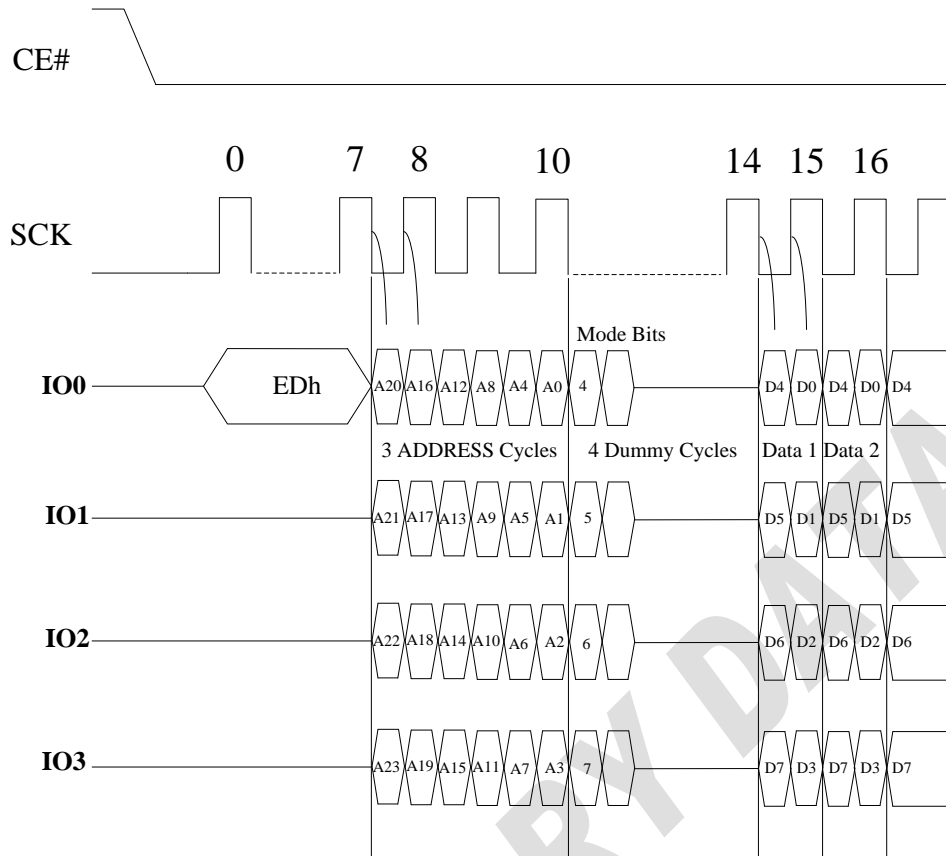 CE#
0 7 8 10 14 15 16
SCK
Mode Bits
IO0 EDh A20 A16 A12 A8 A4 A0 4 D4 D0 D4 D0 D4
3 ADDRESS Cycles 4 Dummy Cycles Data 1 Data 2
IO1 A21 A17 A13 A9 A5 A1 5 D5 D1 D5 D1 D5
IO2 A22 A18 A14 A10 A6 A2 6 D6 D2 D6 D2 D6
IO3 A23 A19 A15 A11 A7 A3 7 D7 D3 D7 D3 D7
RY DATA